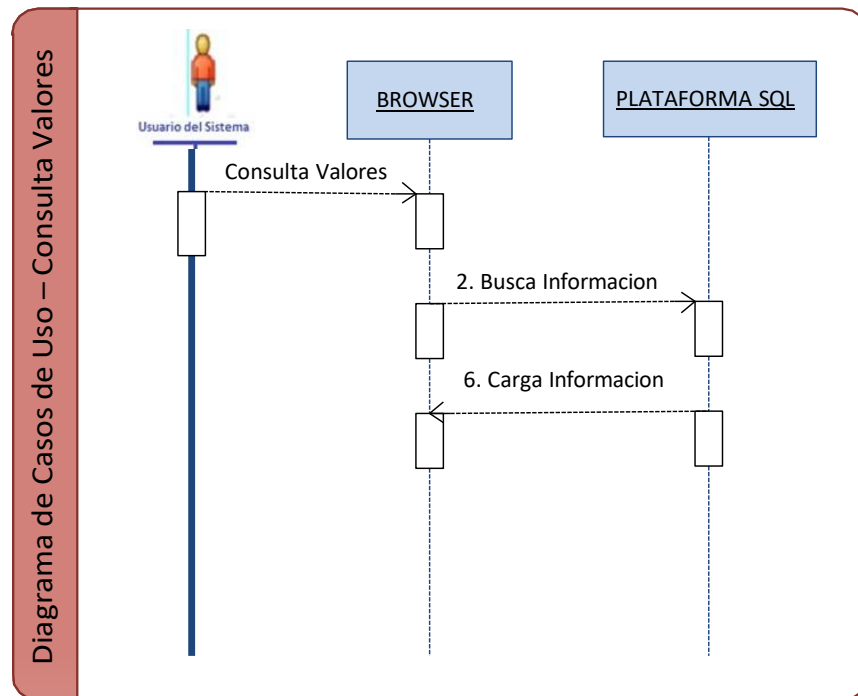 Diagrama de Casos de Uso – Consulta Valores
Usuario del Sistema
BROWSER
PLATAFORMA SQL
Consulta Valores
2. Busca Informacion
6. Carga Informacion